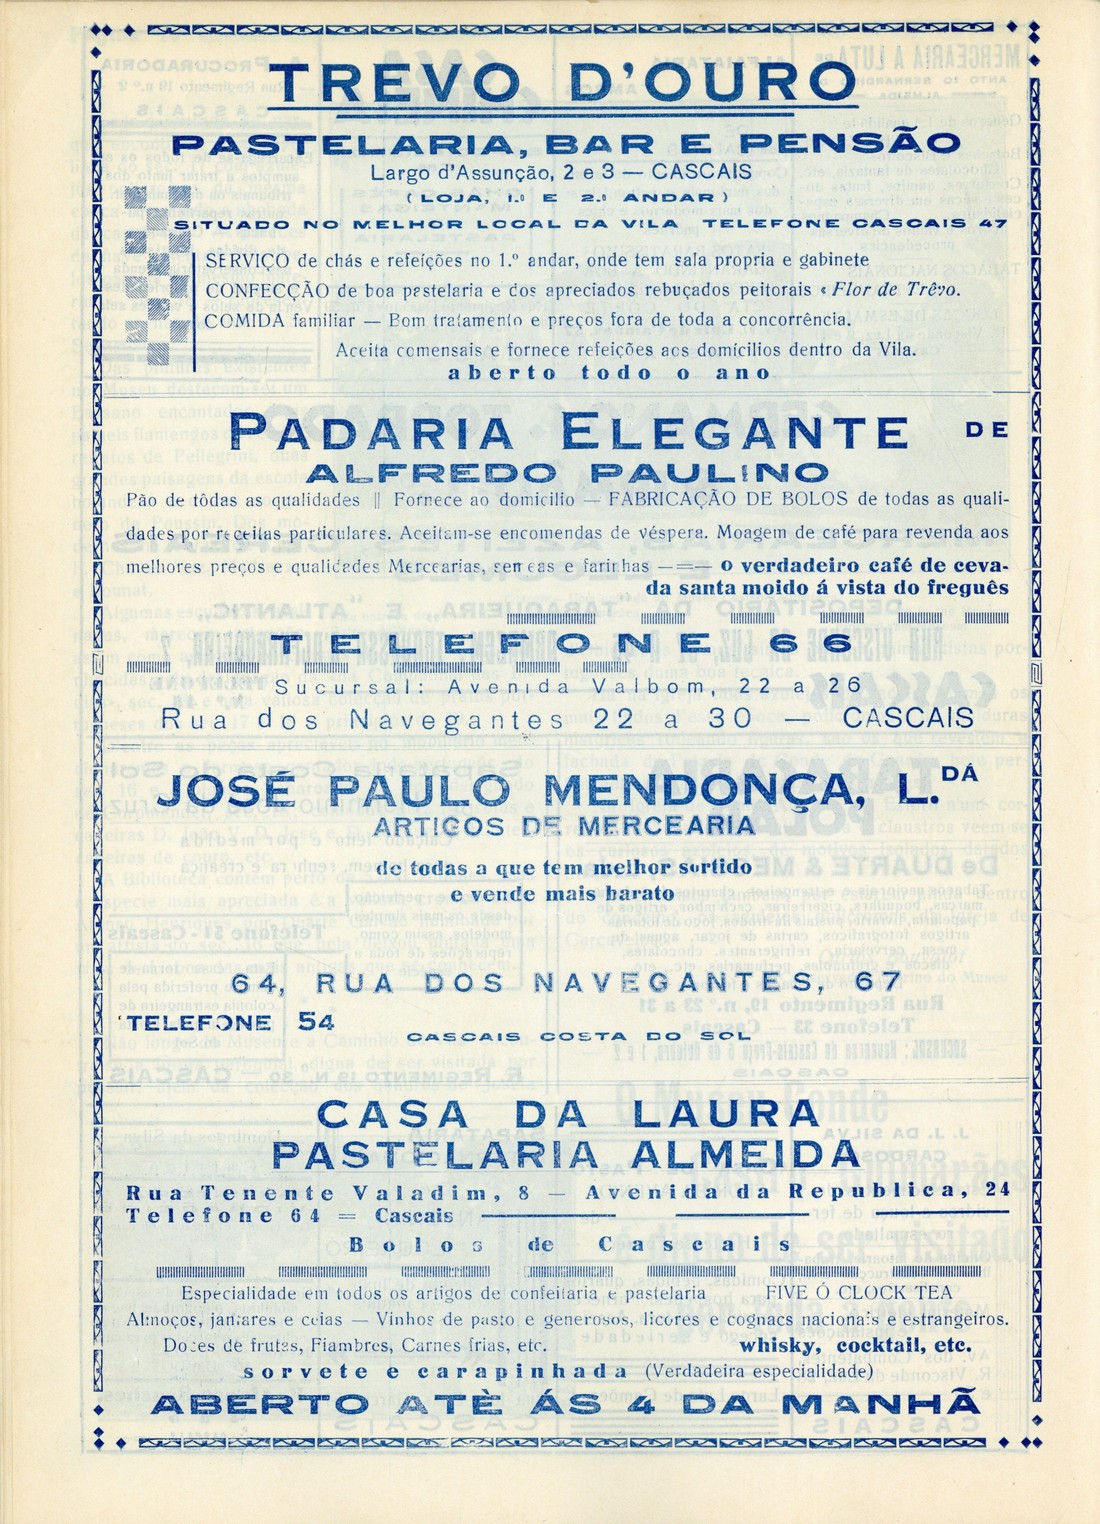 TREVO D'OURO
PASTELARIA, BAR E PENSÃO
Largo d'Assunção, 2 e 3 — CASCAIS
(LOJA, 1.º E 2.º ANDAR)
SITUADO NO MELHOR LOCAL DA VILA TELEFONE CASCAIS 47
SERVIÇO de chás e refeições no 1.º andar, onde tem sala propria e gabinete
CONFECÇÃO de boa pastelaria e dos apreciados rebuçados peitorais «Flor de Trêvo.
COMIDA familiar — Bom tratamento e preços fora de toda a concorrência.
Aceita comensais e fornece refeições aos domicilios dentro da Vila.
aberto todo o ano
PADARIA ELEGANTE DE
ALFREDO PAULINO
Pão de tôdas as qualidades || Fornece ao domicilio — FABRICAÇÃO DE BOLOS de todas as quali-
dades por receitas particulares. Aceitam-se encomendas de véspera. Moagem de café para revenda aos
melhores preços e qualidades Mercearias, semeas e farinhas —=— o verdadeiro café de ceva-
da santa moido á vista do freguês
TELEFONE 66
Sucursal: Avenida Valbom, 22 a 26
Rua dos Navegantes 22 a 30 — CASCAIS
JOSÉ PAULO MENDONÇA, L.DA
ARTIGOS DE MERCEARIA
de todas a que tem melhor sortido
e vende mais barato
64, RUA DOS NAVEGANTES, 67
TELEFONE 54
CASCAIS COSTA DO SOL
CASA DA LAURA
PASTELARIA ALMEIDA
Rua Tenente Valadim, 8 — Avenida da Republica, 24
Telefone 64 = Cascais
Bolos de Cascais
Especialidade em todos os artigos de confeitaria e pastelaria FIVE Ó CLOCK TEA
Almoços, jantares e ceias — Vinhos de pasto e generosos, licores e cognacs nacionais e estrangeiros.
Doces de frutas, Fiambres, Carnes frias, etc. whisky, cocktail, etc.
sorvete e carapinhada (Verdadeira especialidade)
ABERTO ATÈ ÁS 4 DA MANHÃ